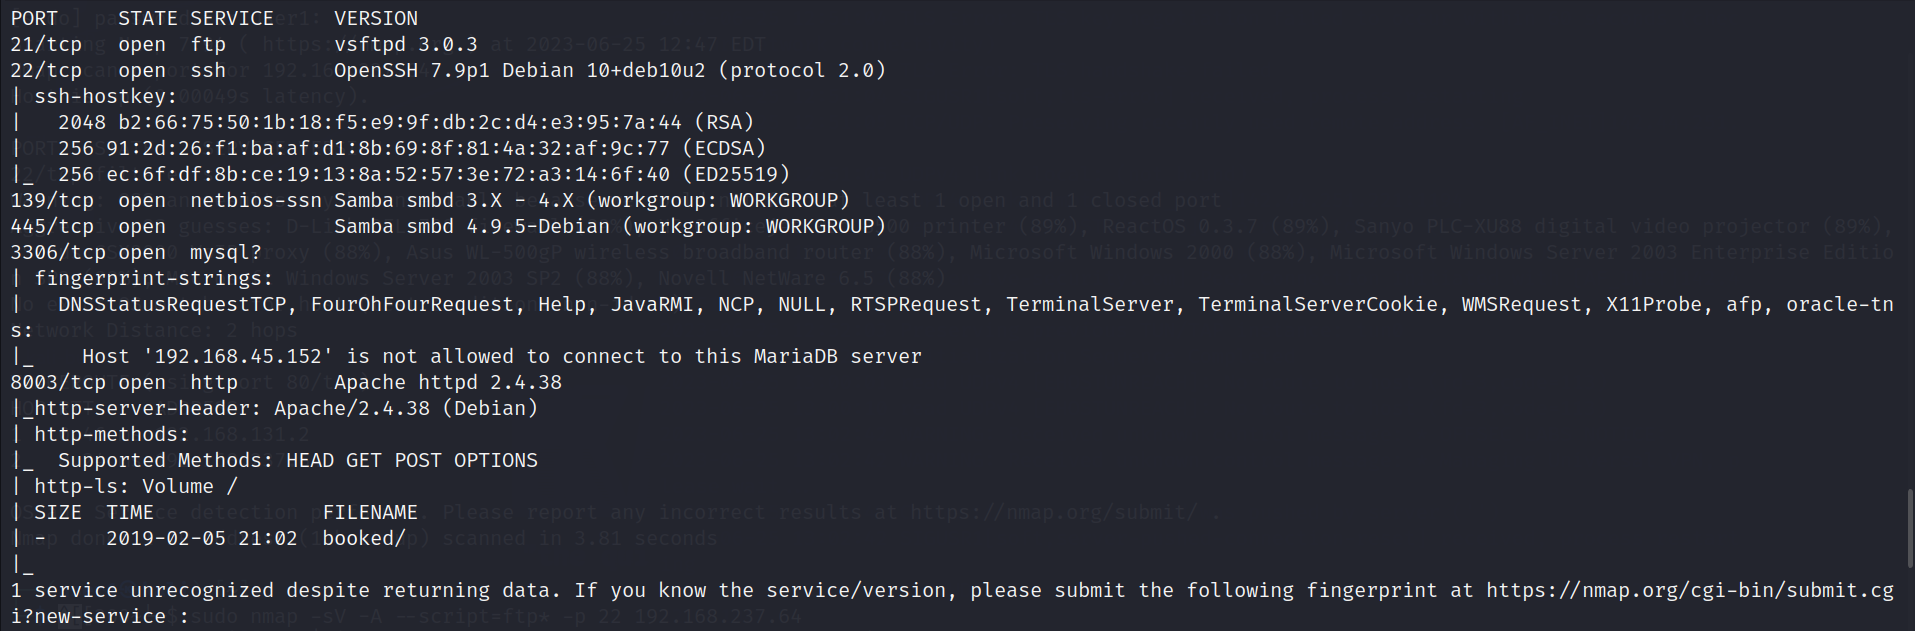 PORT     STATE SERVICE     VERSION
21/tcp   open  ftp         vsftpd 3.0.3
22/tcp   open  ssh         OpenSSH 7.9p1 Debian 10+deb10u2 (protocol 2.0)
| ssh-hostkey:
|   2048 b2:66:75:50:1b:18:f5:e9:9f:db:2c:d4:e3:95:7a:44 (RSA)
|   256 91:2d:26:f1:ba:af:d1:8b:69:8f:81:4a:32:af:9c:77 (ECDSA)
|_  256 ec:6f:df:8b:ce:19:13:8a:52:57:3e:72:a3:14:6f:40 (ED25519)
139/tcp  open  netbios-ssn Samba smbd 3.X - 4.X (workgroup: WORKGROUP)
445/tcp  open              Samba smbd 4.9.5-Debian (workgroup: WORKGROUP)
3306/tcp open  mysql?
| fingerprint-strings:
|   DNSStatusRequestTCP, FourOhFourRequest, Help, JavaRMI, NCP, NULL, RTSPRequest, TerminalServer, TerminalServerCookie, WMSRequest, X11Probe, afp, oracle-tn
s:
|_    Host '192.168.45.152' is not allowed to connect to this MariaDB server
8003/tcp open  http        Apache httpd 2.4.38
|_http-server-header: Apache/2.4.38 (Debian)
| http-methods:
|_  Supported Methods: HEAD GET POST OPTIONS
| http-ls: Volume /
| SIZE  TIME              FILENAME
| -     2019-02-05 21:02  booked/
|_
1 service unrecognized despite returning data. If you know the service/version, please submit the following fingerprint at https://nmap.org/cgi-bin/submit.cg
i?new-service :